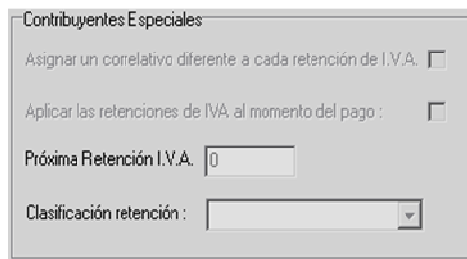 Contribuyentes Especiales
Asignar un correlativo diferente a cada retención de I.V.A.
Aplicar las retenciones de IVA al momento del pago :
Próxima Retención I.V.A. 0
Clasificación retención :